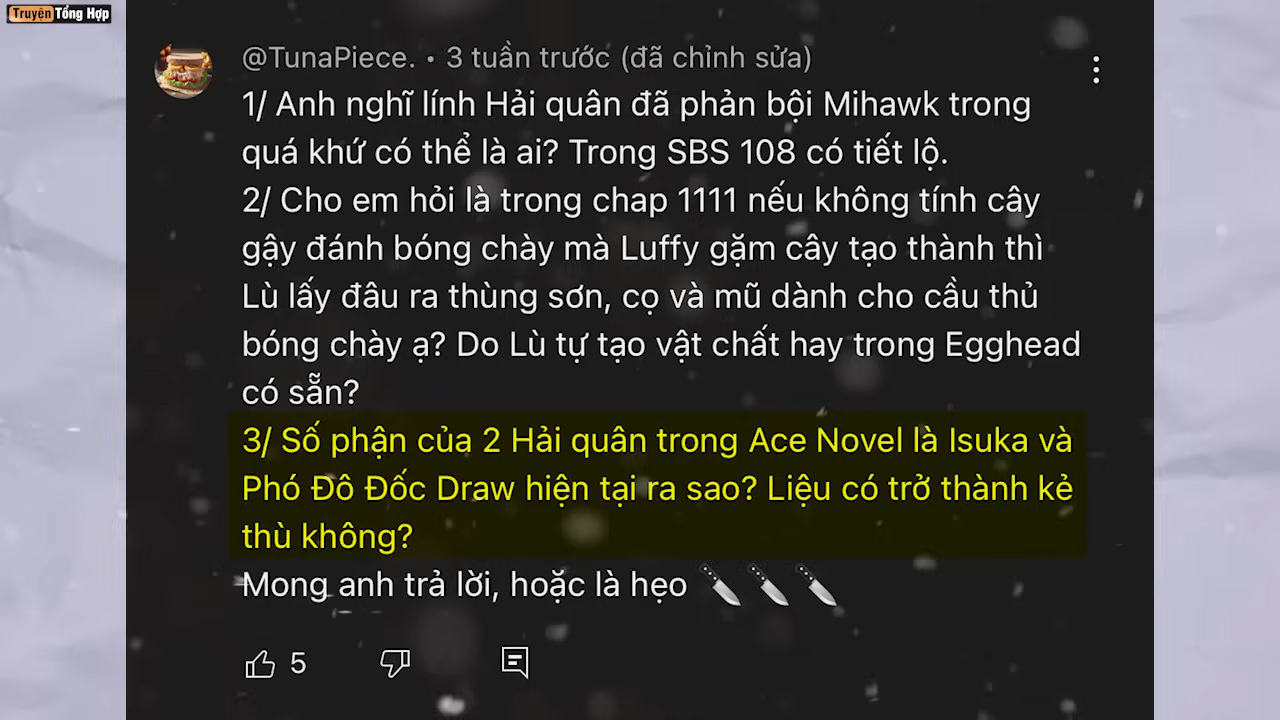 Truyện Tổng Hợp
@TunaPiece. • 3 tuần trước (đã chỉnh sửa)
1/ Anh nghĩ lính Hải quân đã phản bội Mihawk trong
quá khứ có thể là ai? Trong SBS 108 có tiết lộ.
2/ Cho em hỏi là trong chap 1111 nếu không tính cây
gậy đánh bóng chày mà Luffy gặm cây tạo thành thì
Lù lấy đâu ra thùng sơn, cọ và mũ dành cho cầu thủ
bóng chày ạ? Do Lù tự tạo vật chất hay trong Egghead
có sẵn?
3/ Số phận của 2 Hải quân trong Ace Novel là Isuka và
Phó Đô Đốc Draw hiện tại ra sao? Liệu có trở thành kẻ
thù không?
Mong anh trả lời, hoặc là hẹo 🔪🔪🔪
5